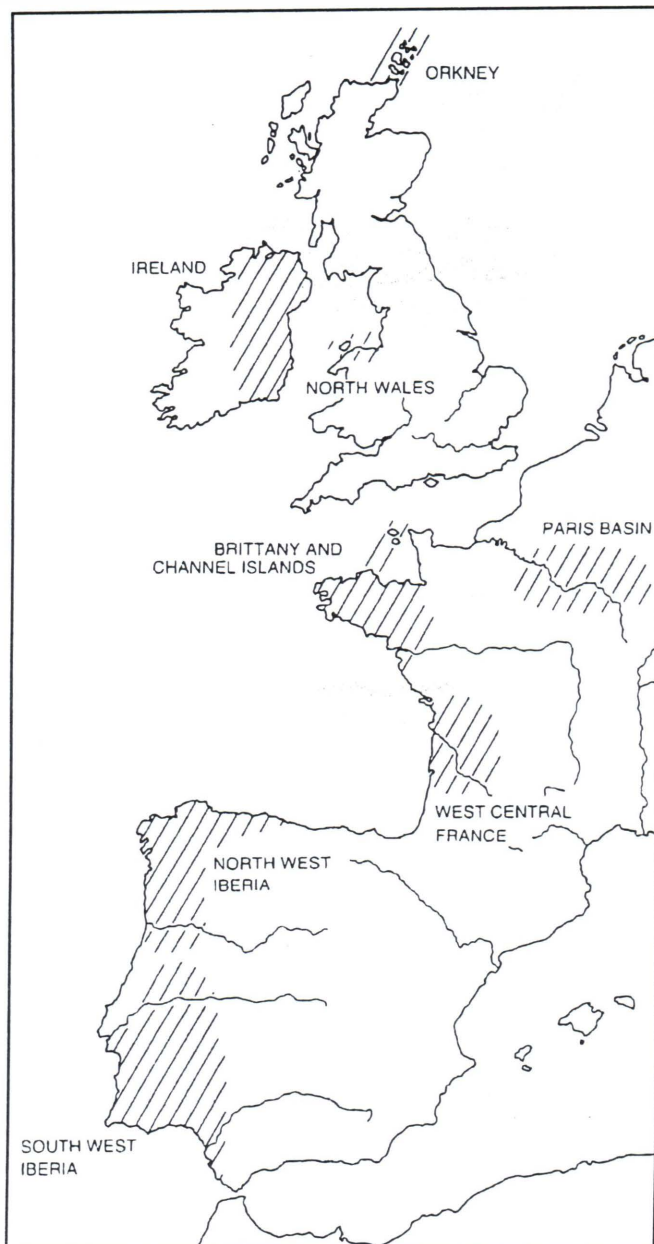 ORKNEY
IRELAND
NORTH WALES
PARIS BASIN
BRITTANY AND
CHANNEL ISLANDS
WEST CENTRAL
FRANCE
NORTH WEST
IBERIA
SOUTH WEST
IBERIA